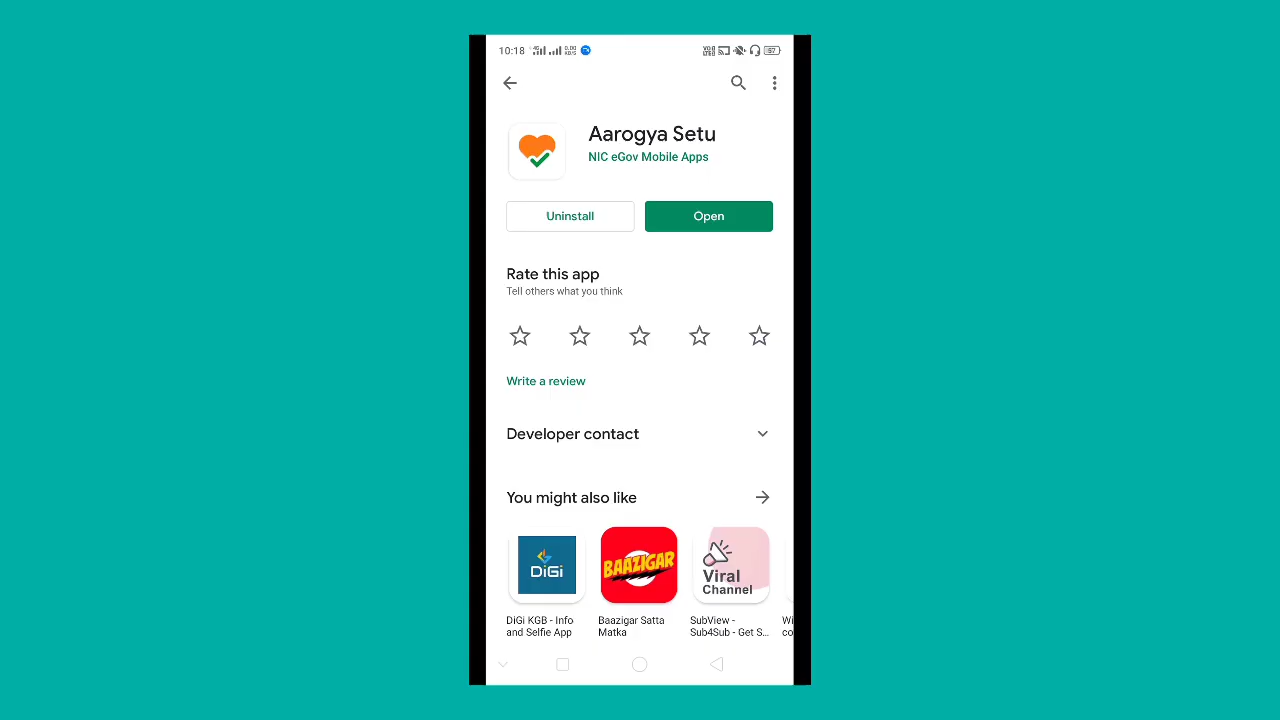 10:18
57
Aarogya Setu
NIC eGov Mobile Apps
Uninstall
Open
Rate this app
Tell others what you think
Write a review
Developer contact
You might also like
DiGi
BAAZIGAR
Viral
Channel
DiGi KGB - Info
and Selfie App
Baazigar Satta
Matka
SubView -
Sub4Sub - Get S...